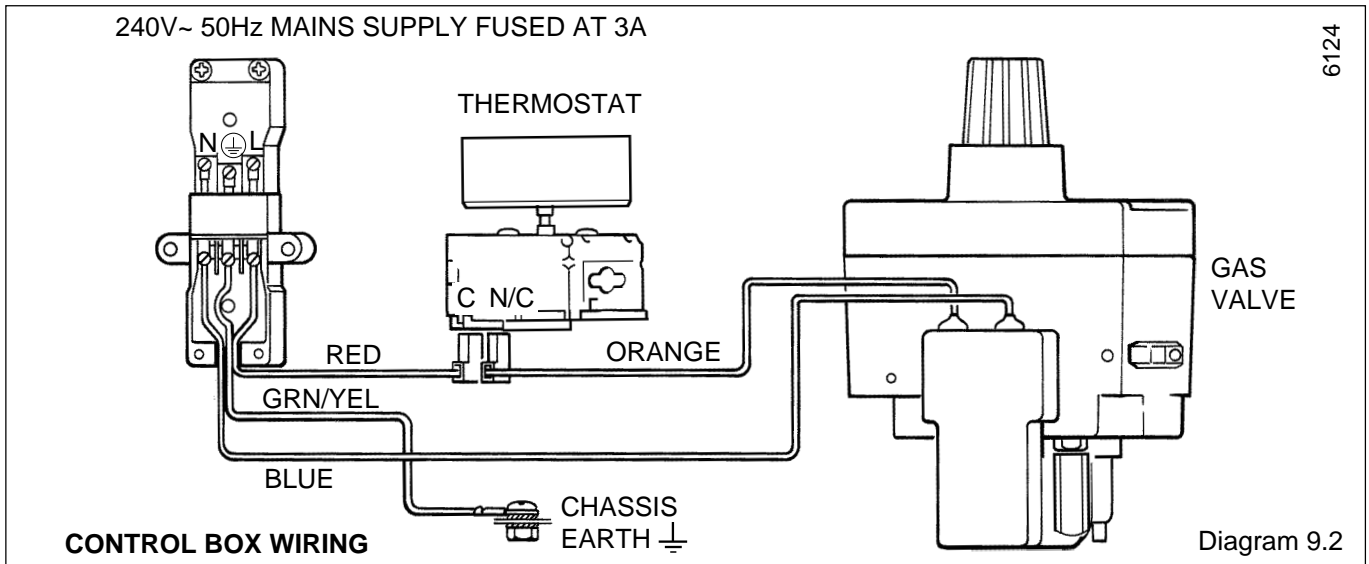 240V~ 50Hz MAINS SUPPLY FUSED AT 3A
6124
THERMOSTAT
N L
C N/C
GAS
VALVE
RED
ORANGE
GRN/YEL
BLUE
CHASSIS
EARTH
CONTROL BOX WIRING
Diagram 9.2